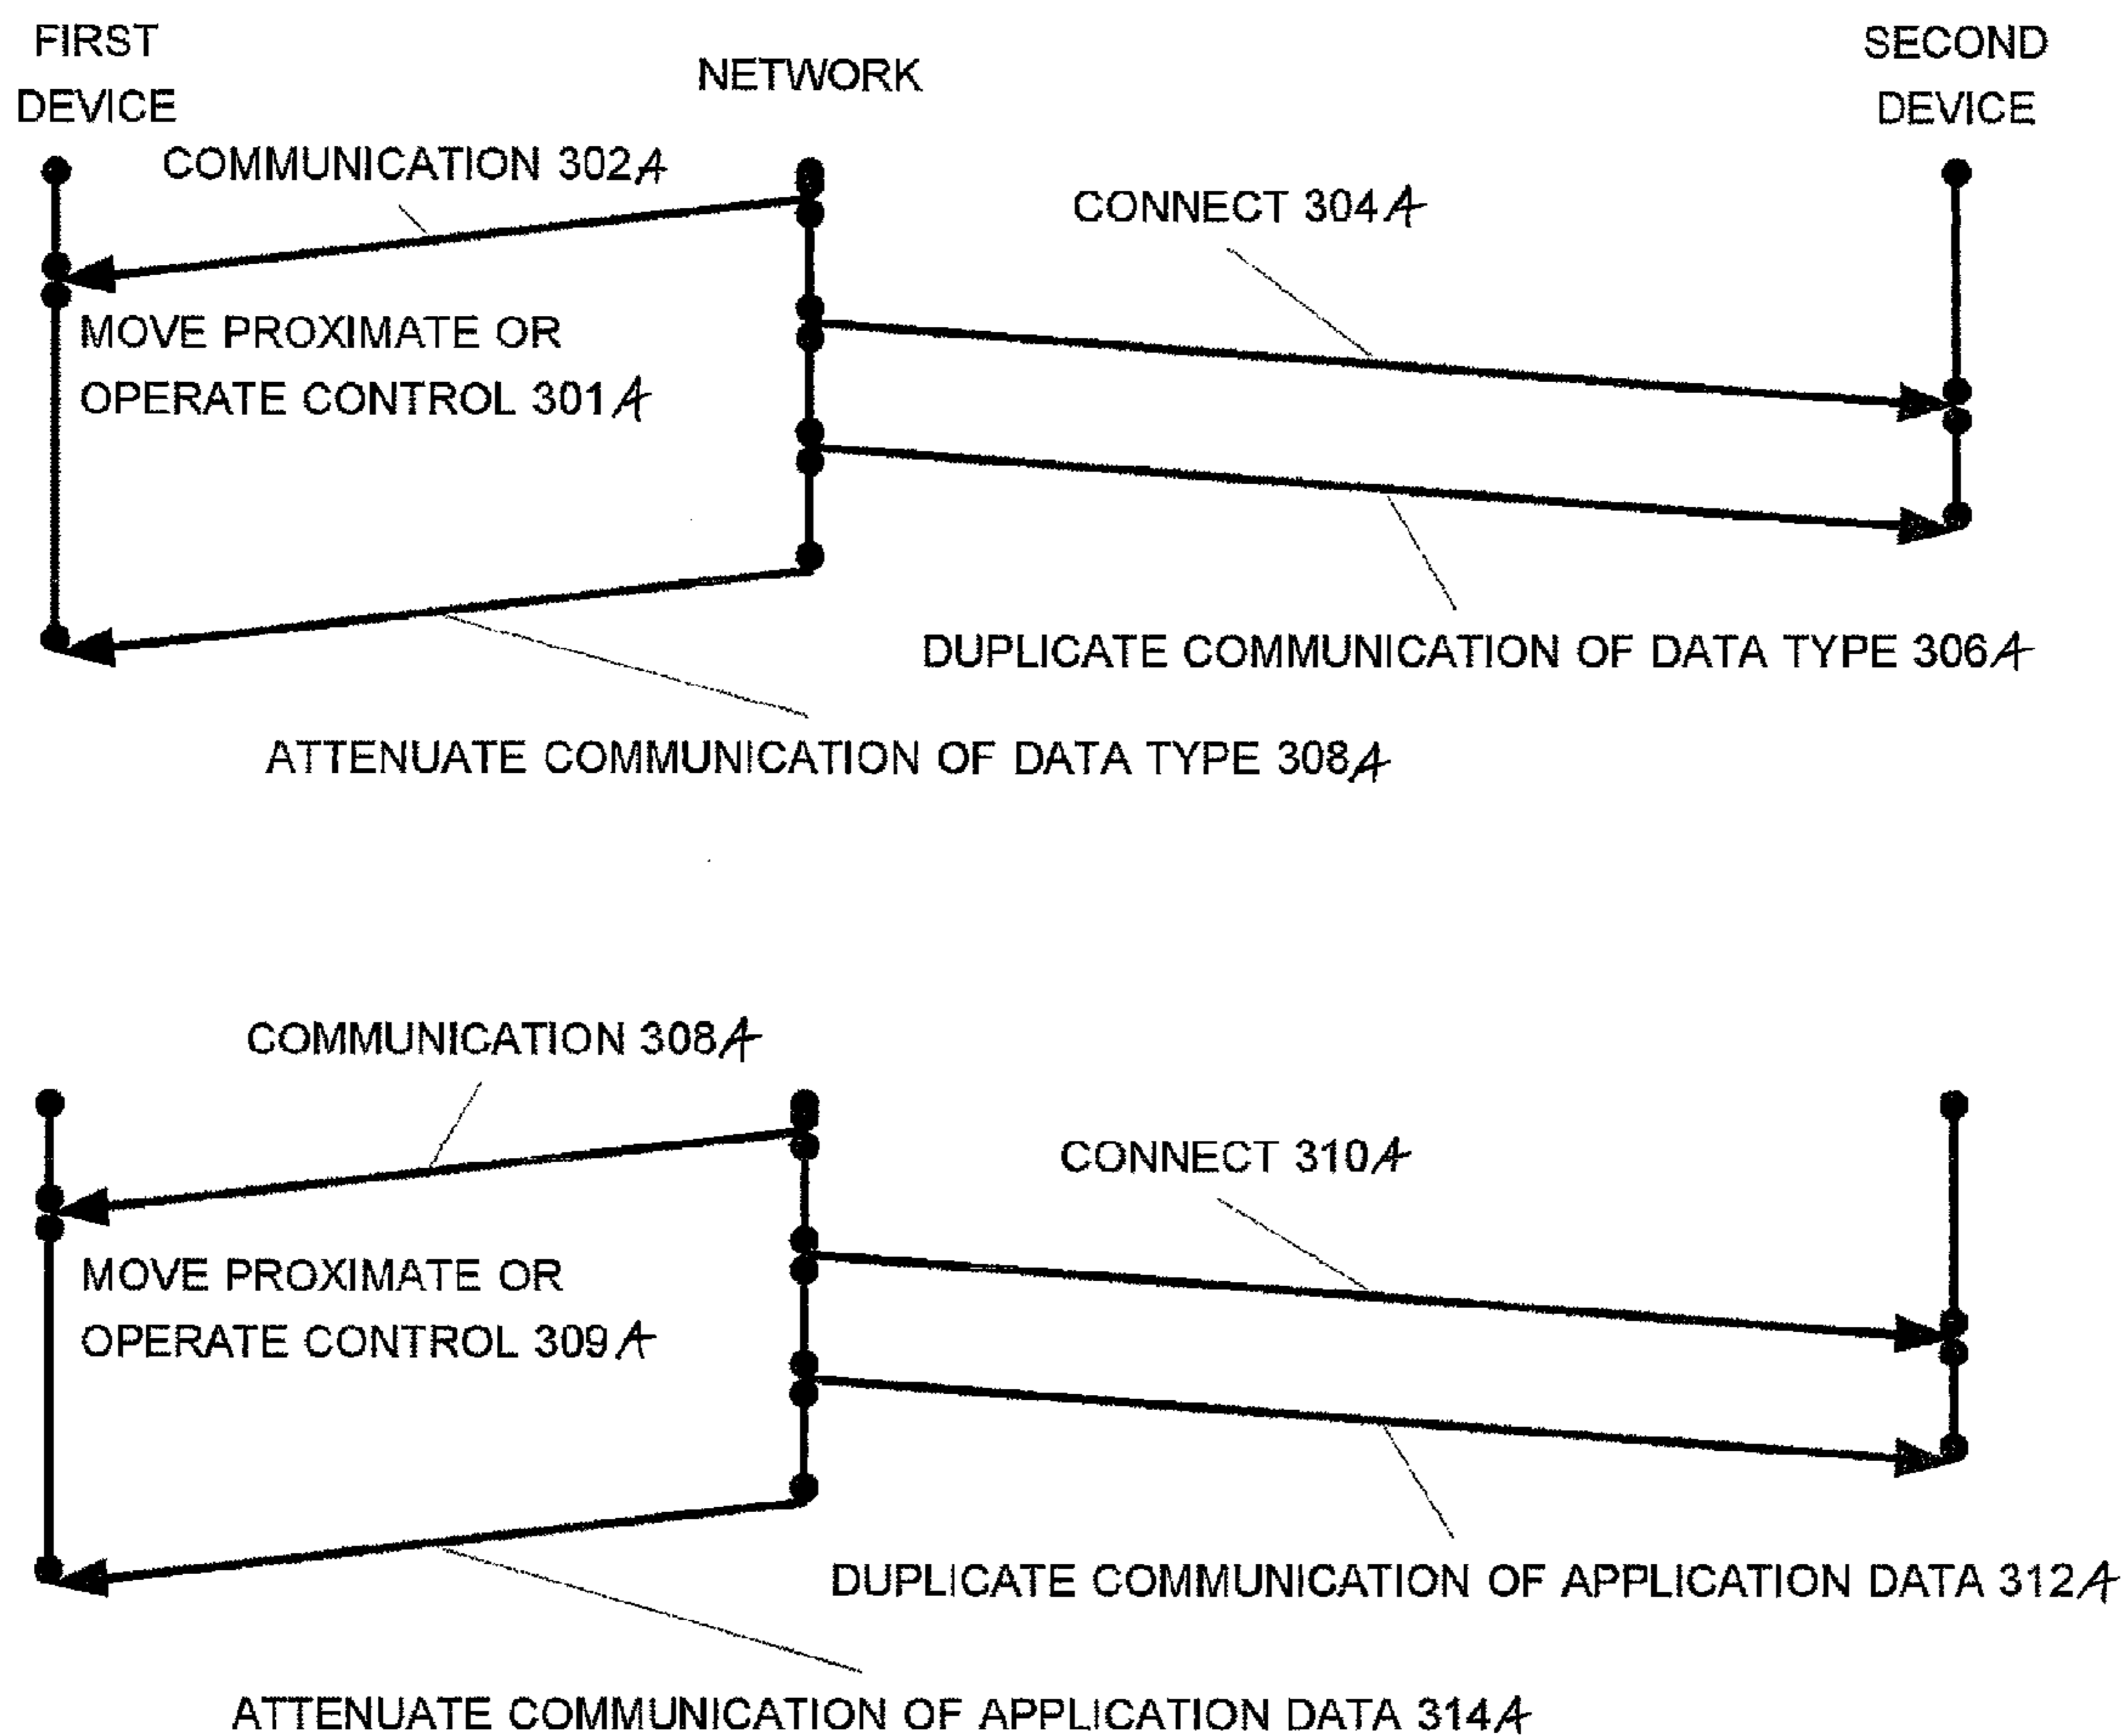 FIRST
DEVICE
NETWORK
SECOND
DEVICE
COMMUNICATION 302A
CONNECT 304A
MOVE PROXIMATE OR
OPERATE CONTROL 301A
DUPLICATE COMMUNICATION OF DATA TYPE 306A
ATTENUATE COMMUNICATION OF DATA TYPE 308A
COMMUNICATION 308A
CONNECT 310A
MOVE PROXIMATE OR
OPERATE CONTROL 309A
DUPLICATE COMMUNICATION OF APPLICATION DATA 312A
ATTENUATE COMMUNICATION OF APPLICATION DATA 314A